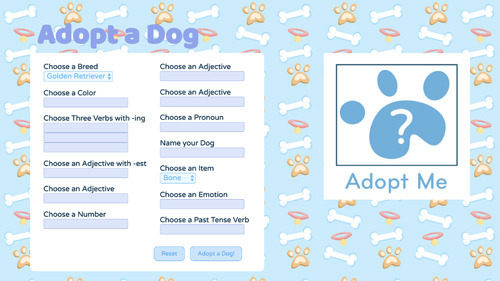 Adopt a Dog
Choose a Breed
Golden Retriever
Choose a Color
Choose Three Verbs with -ing
Choose an Adjective with -est
Choose an Adjective
Choose a Number
Choose an Adjective
Choose an Adjective
Choose a Pronoun
Name your Dog
Choose an Item
Bone
Choose an Emotion
Choose a Past Tense Verb
Reset
Adopt a Dog!
?
Adopt Me